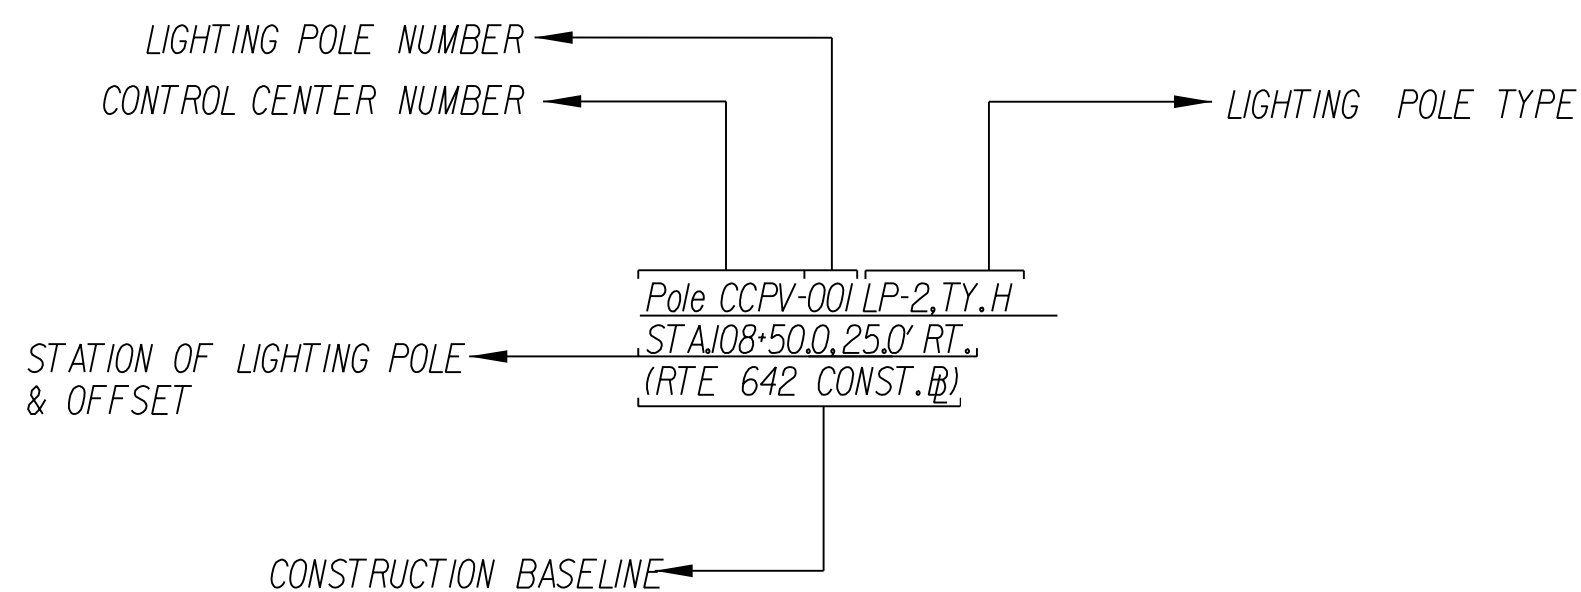 LIGHTING POLE NUMBER
CONTROL CENTER NUMBER
LIGHTING POLE TYPE
Pole CCPV-001 LP-2,TY.H
STA.108+50.0, 25.0' RT.
(RTE 642 CONST.BL)
STATION OF LIGHTING POLE
& OFFSET
CONSTRUCTION BASELINE